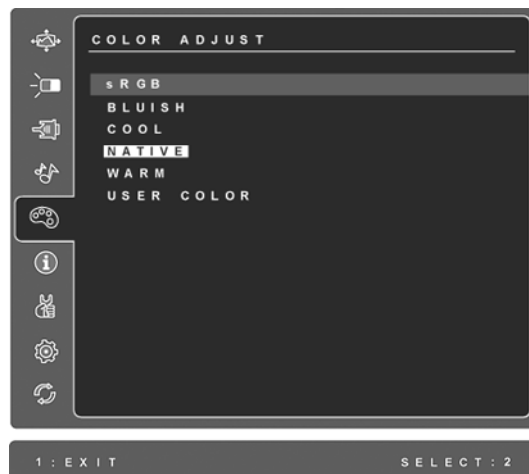 COLOR ADJUST
sRGB
BLUISH
COOL
NATIVE
WARM
USER COLOR
1:EXIT SELECT:2